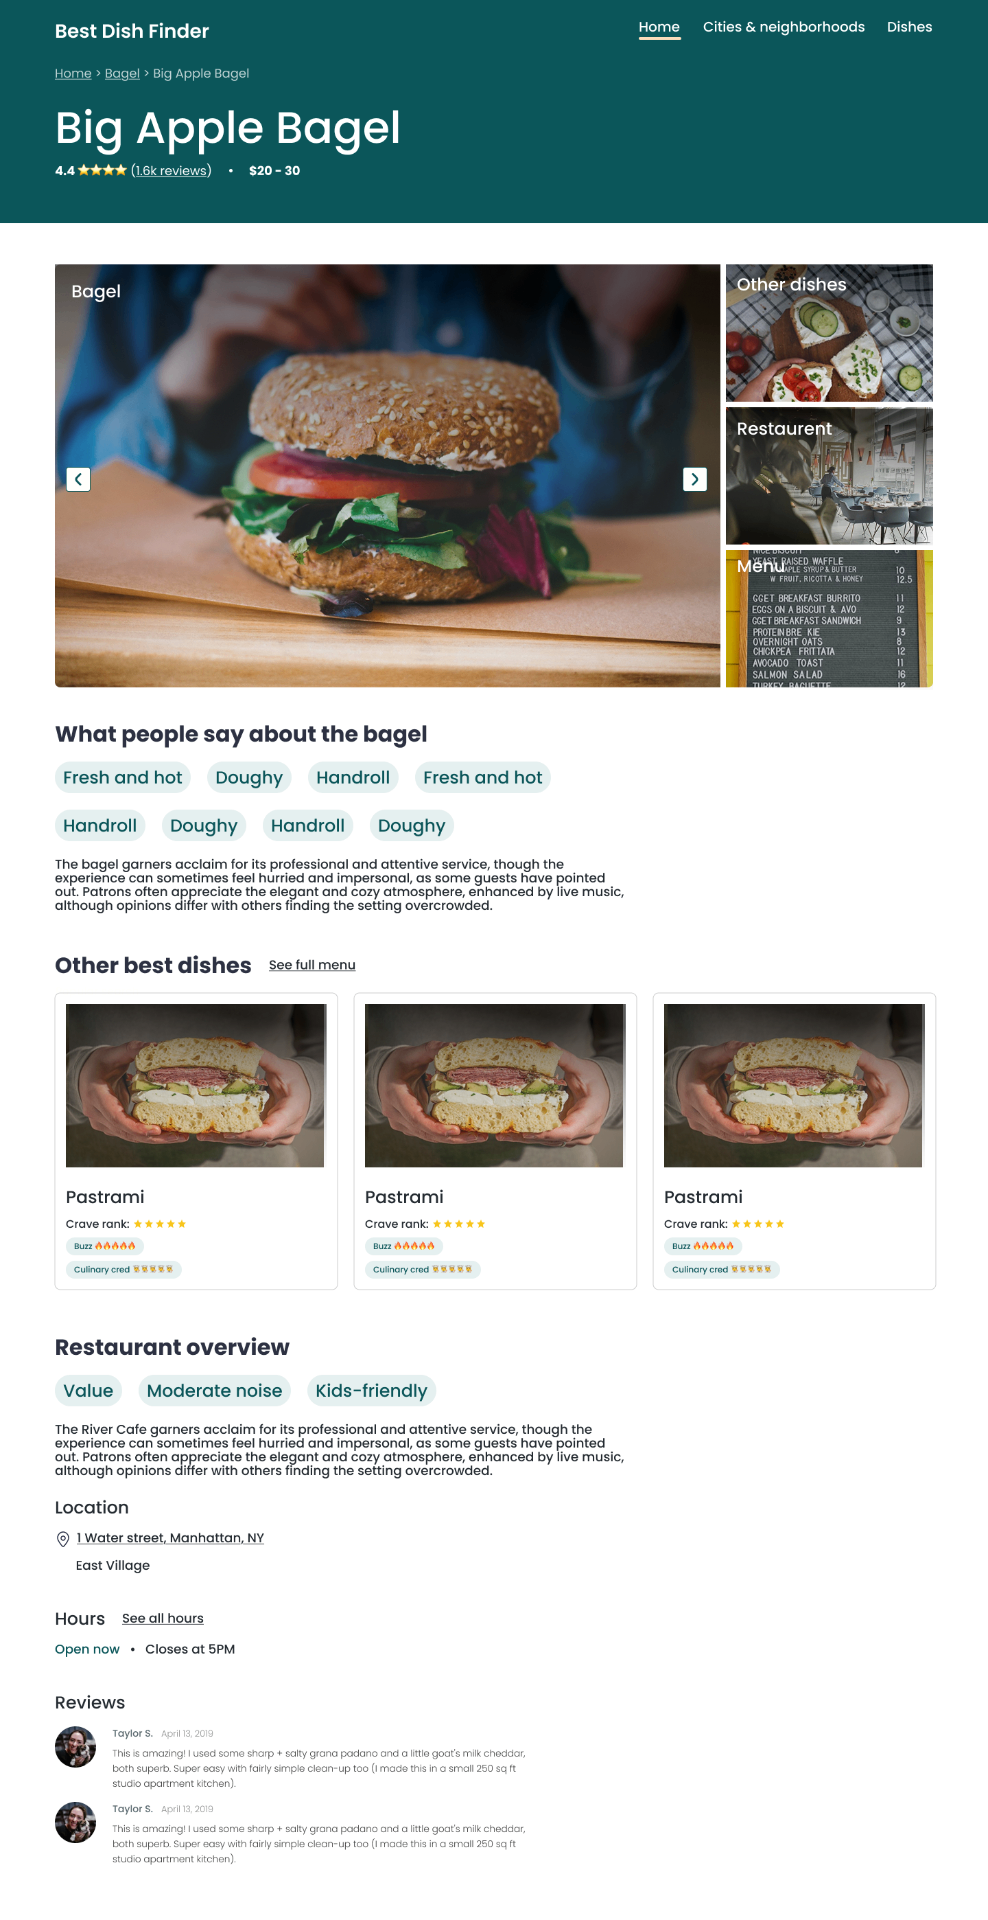 Best Dish Finder
Home Cities & neighborhoods Dishes
Home > Bagel > Big Apple Bagel
Big Apple Bagel
4.4 ⭐⭐⭐⭐ (1.6k reviews) • $20 - 30
Bagel
Other dishes
Restaurent
Menu
NICE BISCUIT 8
YEAST RAISED WAFFLE
MAPLE SYRUP & BUTTER 10
W FRUIT, RICOTTA & HONEY 12.5
GGET BREAKFAST BURRITO 11
EGGS ON A BISCUIT & AVO 12
GGET BREAKFAST SANDWICH 9
PROTEIN BRE KIE 13
OVERNIGHT OATS 8
CHICKPEA FRITTATA 12
AVOCADO TOAST 11
SALMON SALAD 16
TURKEY BAGUETTE 12
What people say about the bagel
Fresh and hot Doughy Handroll Fresh and hot
Handroll Doughy Handroll Doughy
The bagel garners acclaim for its professional and attentive service, though the
experience can sometimes feel hurried and impersonal, as some guests have pointed
out. Patrons often appreciate the elegant and cozy atmosphere, enhanced by live music,
although opinions differ with others finding the setting overcrowded.
Other best dishes See full menu
Pastrami
Crave rank: ★★★★★
Buzz 🔥🔥🔥🔥🔥
Culinary cred
Pastrami
Crave rank: ★★★★★
Buzz 🔥🔥🔥🔥🔥
Culinary cred
Pastrami
Crave rank: ★★★★★
Buzz 🔥🔥🔥🔥🔥
Culinary cred
Restaurant overview
Value Moderate noise Kids-friendly
The River Cafe garners acclaim for its professional and attentive service, though the
experience can sometimes feel hurried and impersonal, as some guests have pointed
out. Patrons often appreciate the elegant and cozy atmosphere, enhanced by live music,
although opinions differ with others finding the setting overcrowded.
Location
1 Water street, Manhattan, NY
East Village
Hours See all hours
Open now • Closes at 5PM
Reviews
Taylor S. April 13, 2019
This is amazing! I used some sharp + salty grana padano and a little goat's milk cheddar,
both superb. Super easy with fairly simple clean-up too (I made this in a small 250 sq ft
studio apartment kitchen).
Taylor S. April 13, 2019
This is amazing! I used some sharp + salty grana padano and a little goat's milk cheddar,
both superb. Super easy with fairly simple clean-up too (I made this in a small 250 sq ft
studio apartment kitchen).